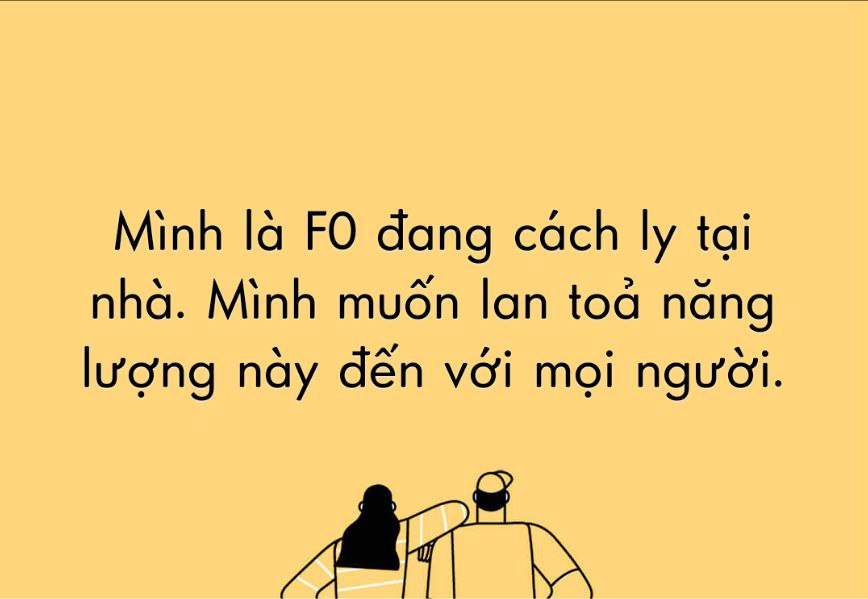 Mình là F0 đang cách ly tại
nhà. Mình muốn lan toả năng
lượng này đến với mọi người.